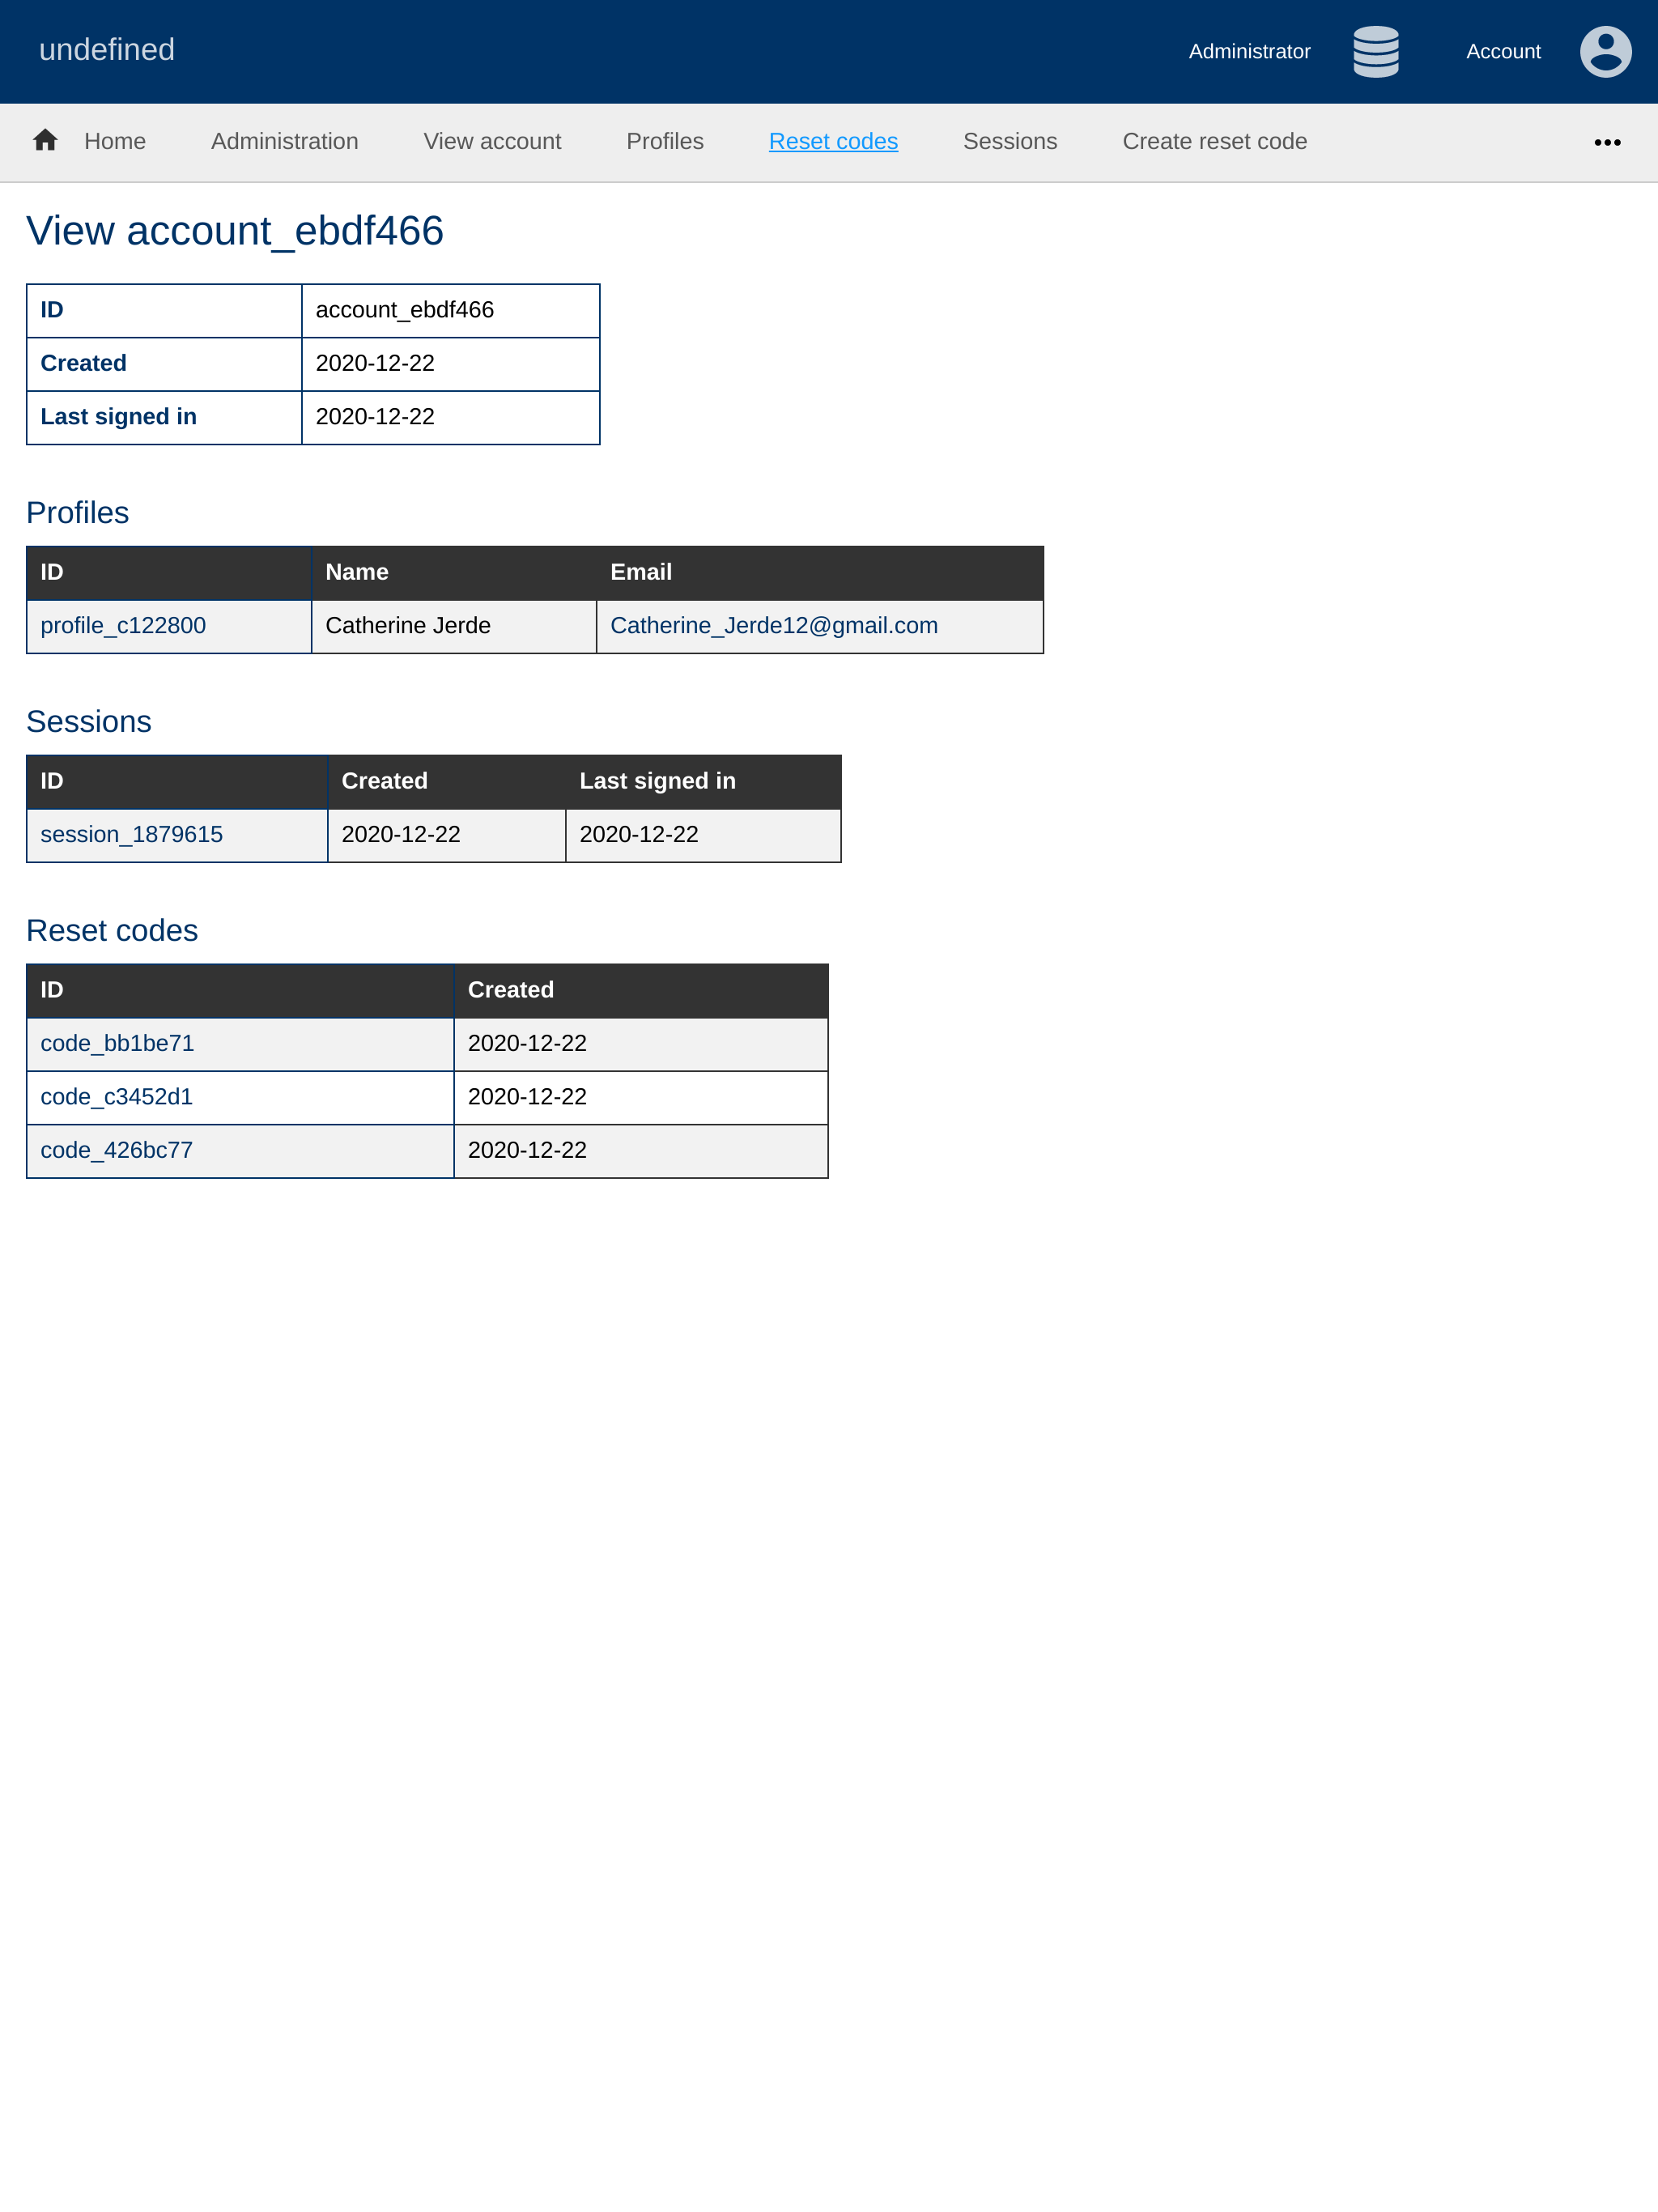 undefined
Administrator Account
Home Administration View account Profiles Reset codes Sessions Create reset code
View account_ebdf466
ID account_ebdf466
Created 2020-12-22
Last signed in 2020-12-22
Profiles
ID Name Email
profile_c122800 Catherine Jerde Catherine_Jerde12@gmail.com
Sessions
ID Created Last signed in
session_1879615 2020-12-22 2020-12-22
Reset codes
ID Created
code_bb1be71 2020-12-22
code_c3452d1 2020-12-22
code_426bc77 2020-12-22